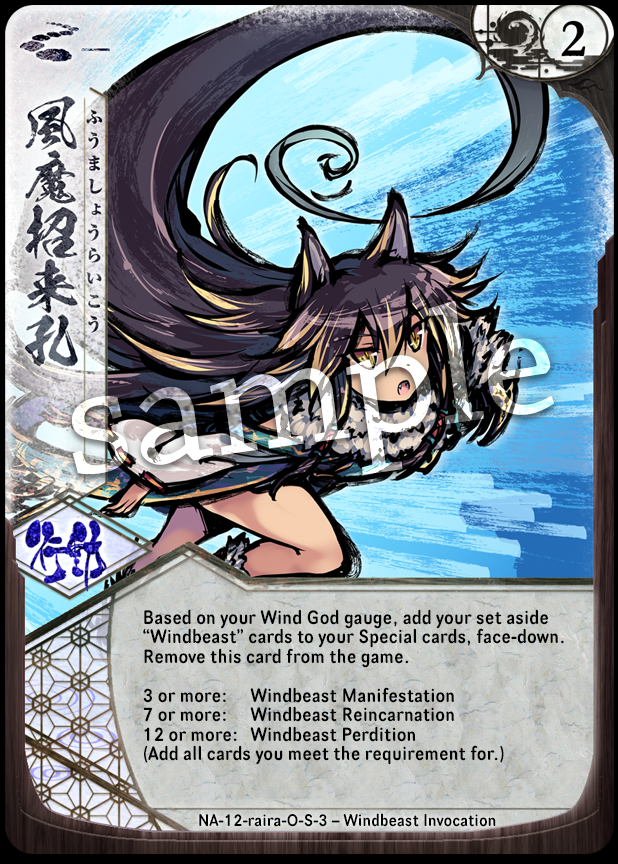 2
風魔招来孔
ふうましょうらいこう
sample
行動
Based on your Wind God gauge, add your set aside
“Windbeast” cards to your Special cards, face-down.
Remove this card from the game.
3 or more: Windbeast Manifestation
7 or more: Windbeast Reincarnation
12 or more: Windbeast Perdition
(Add all cards you meet the requirement for.)
NA-12-raira-O-S-3 – Windbeast Invocation